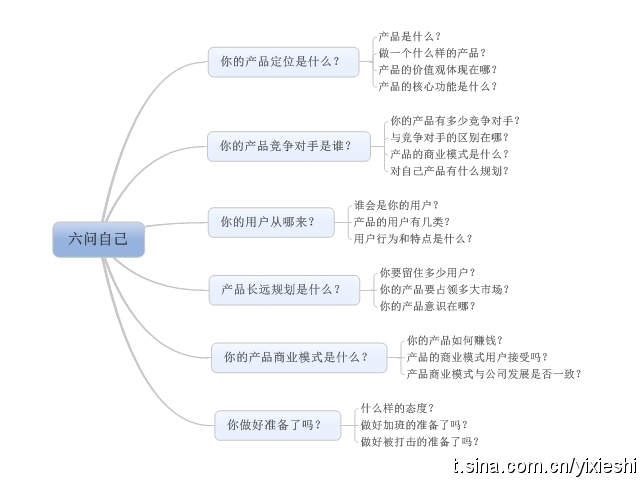 六问自己
你的产品定位是什么？
产品是什么？
做一个什么样的产品？
产品的价值观体现在哪？
产品的核心功能是什么？
你的产品竞争对手是谁？
你的产品有多少竞争对手？
与竞争对手的区别在哪？
产品的商业模式是什么？
对自己产品有什么规划？
你的用户从哪来？
谁会是你的用户？
产品的用户有几类？
用户行为和特点是什么？
产品长远规划是什么？
你要留住多少用户？
你的产品要占领多大市场？
你的产品意识在哪？
你的产品商业模式是什么？
你的产品如何赚钱？
产品的商业模式用户接受吗？
产品商业模式与公司发展是否一致？
你做好准备了吗？
什么样的态度？
做好加班的准备了吗？
做好被打击的准备了吗？
t.sina.com.cn/yixieshi